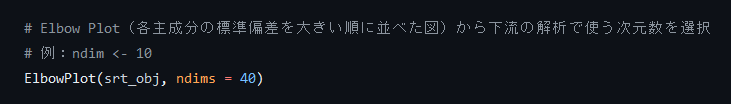 # Elbow Plot（各主成分の標準偏差を大きい順に並べた図）から下流の解析で使う次元数を選択
# 例：ndim <- 10
ElbowPlot(srt_obj, ndims = 40)